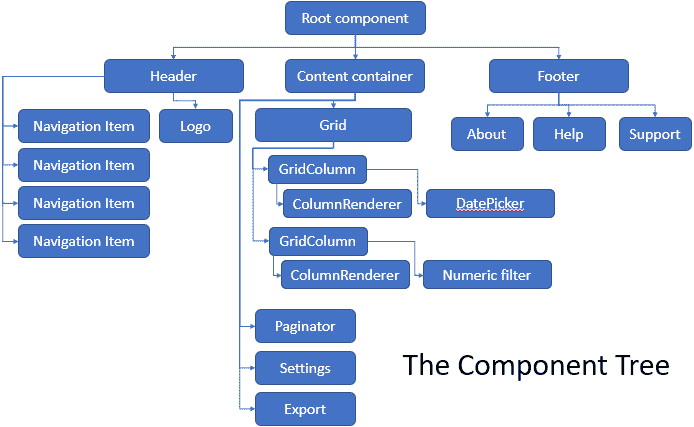 Root component
Header
Content container
Footer
Navigation Item
Logo
Grid
About
Help
Support
Navigation Item
GridColumn
Navigation Item
ColumnRenderer
DatePicker
Navigation Item
GridColumn
ColumnRenderer
Numeric filter
Paginator
Settings
The Component Tree
Export